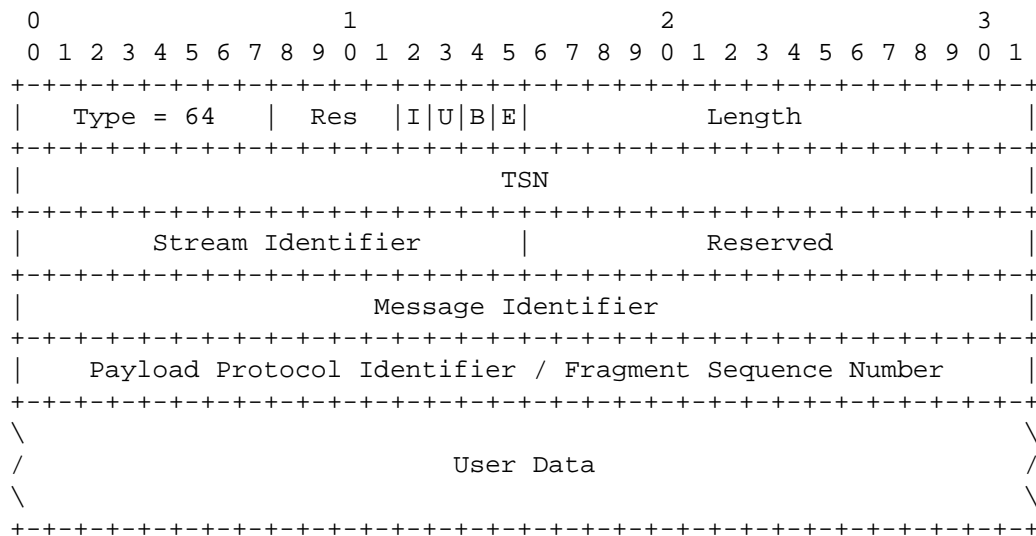 0                   1                   2                   3
 0 1 2 3 4 5 6 7 8 9 0 1 2 3 4 5 6 7 8 9 0 1 2 3 4 5 6 7 8 9 0 1
+-+-+-+-+-+-+-+-+-+-+-+-+-+-+-+-+-+-+-+-+-+-+-+-+-+-+-+-+-+-+-+-+
|   Type = 64   |  Res  |I|U|B|E|           Length              |
+-+-+-+-+-+-+-+-+-+-+-+-+-+-+-+-+-+-+-+-+-+-+-+-+-+-+-+-+-+-+-+-+
|                              TSN                              |
+-+-+-+-+-+-+-+-+-+-+-+-+-+-+-+-+-+-+-+-+-+-+-+-+-+-+-+-+-+-+-+-+
|        Stream Identifier      |           Reserved            |
+-+-+-+-+-+-+-+-+-+-+-+-+-+-+-+-+-+-+-+-+-+-+-+-+-+-+-+-+-+-+-+-+
|                      Message Identifier                       |
+-+-+-+-+-+-+-+-+-+-+-+-+-+-+-+-+-+-+-+-+-+-+-+-+-+-+-+-+-+-+-+-+
|    Payload Protocol Identifier / Fragment Sequence Number     |
+-+-+-+-+-+-+-+-+-+-+-+-+-+-+-+-+-+-+-+-+-+-+-+-+-+-+-+-+-+-+-+-+
\                                                               \
/                           User Data                           /
\                                                               \
+-+-+-+-+-+-+-+-+-+-+-+-+-+-+-+-+-+-+-+-+-+-+-+-+-+-+-+-+-+-+-+-+